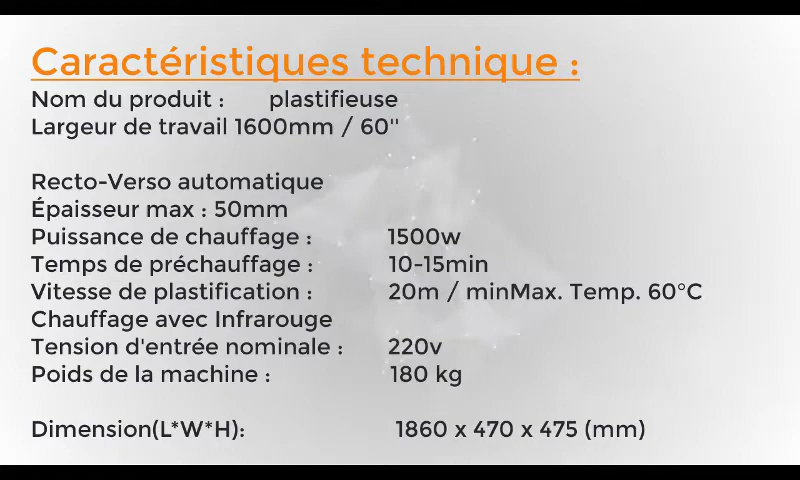 Caractéristiques technique :
Nom du produit : plastifieuse
Largeur de travail 1600mm / 60''
Recto-Verso automatique
Épaisseur max : 50mm
Puissance de chauffage : 1500w
Temps de préchauffage : 10-15min
Vitesse de plastification : 20m / minMax. Temp. 60°C
Chauffage avec Infrarouge
Tension d'entrée nominale : 220v
Poids de la machine : 180 kg
Dimension(L*W*H): 1860 x 470 x 475 (mm)